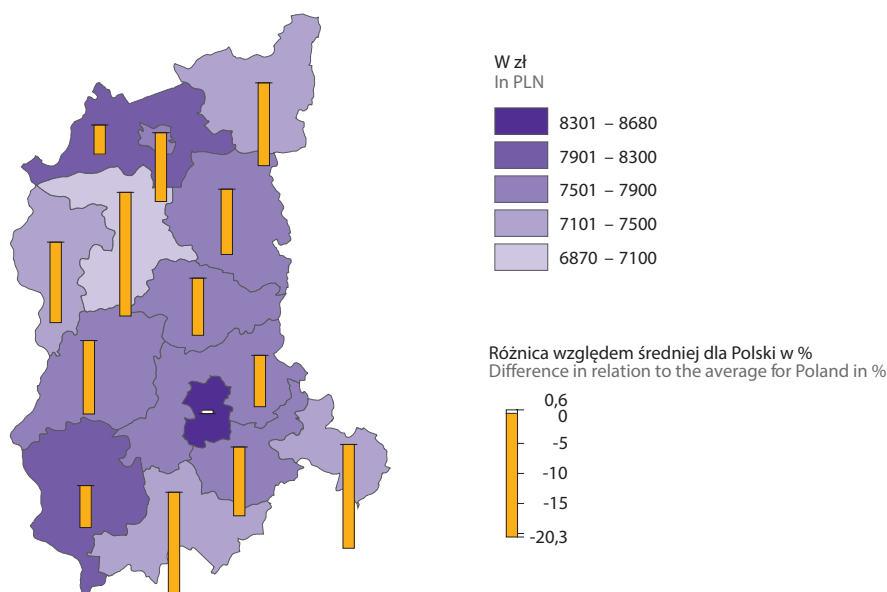 W zł
In PLN
8301 – 8680
7901 – 8300
7501 – 7900
7101 – 7500
6870 – 7100
Różnica względem średniej dla Polski w %
Difference in relation to the average for Poland in %
0,6
0
-5
-10
-15
-20,3